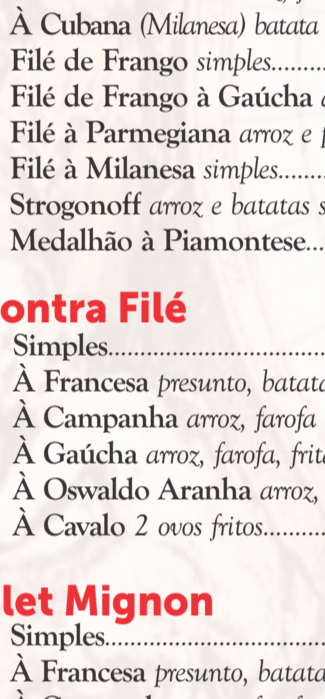 À Cubana (Milanesa) batata
Filé de Frango simples.........
Filé de Frango à Gaúcha
Filé à Parmegiana arroz e
Filé à Milanesa simples........
Strogonoff arroz e batatas s
Medalhão à Piamontese...
ontra Filé
Simples..................................
À Francesa presunto, batata
À Campanha arroz, farofa
À Gaúcha arroz, farofa, frita
À Oswaldo Aranha arroz,
À Cavalo 2 ovos fritos..........
let Mignon
Simples..................................
À Francesa presunto, batata